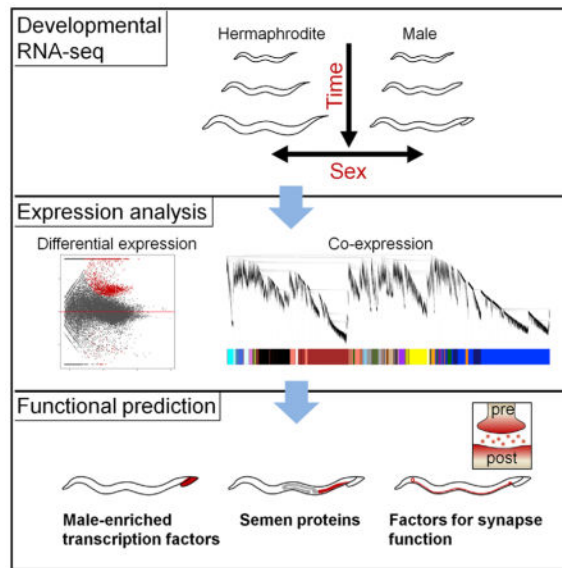 Developmental
RNA-seq
Hermaphrodite
Male
Time
Sex
Expression analysis
Differential expression
Co-expression
Functional prediction
pre
post
Male-enriched
transcription factors
Semen proteins
Factors for synapse
function